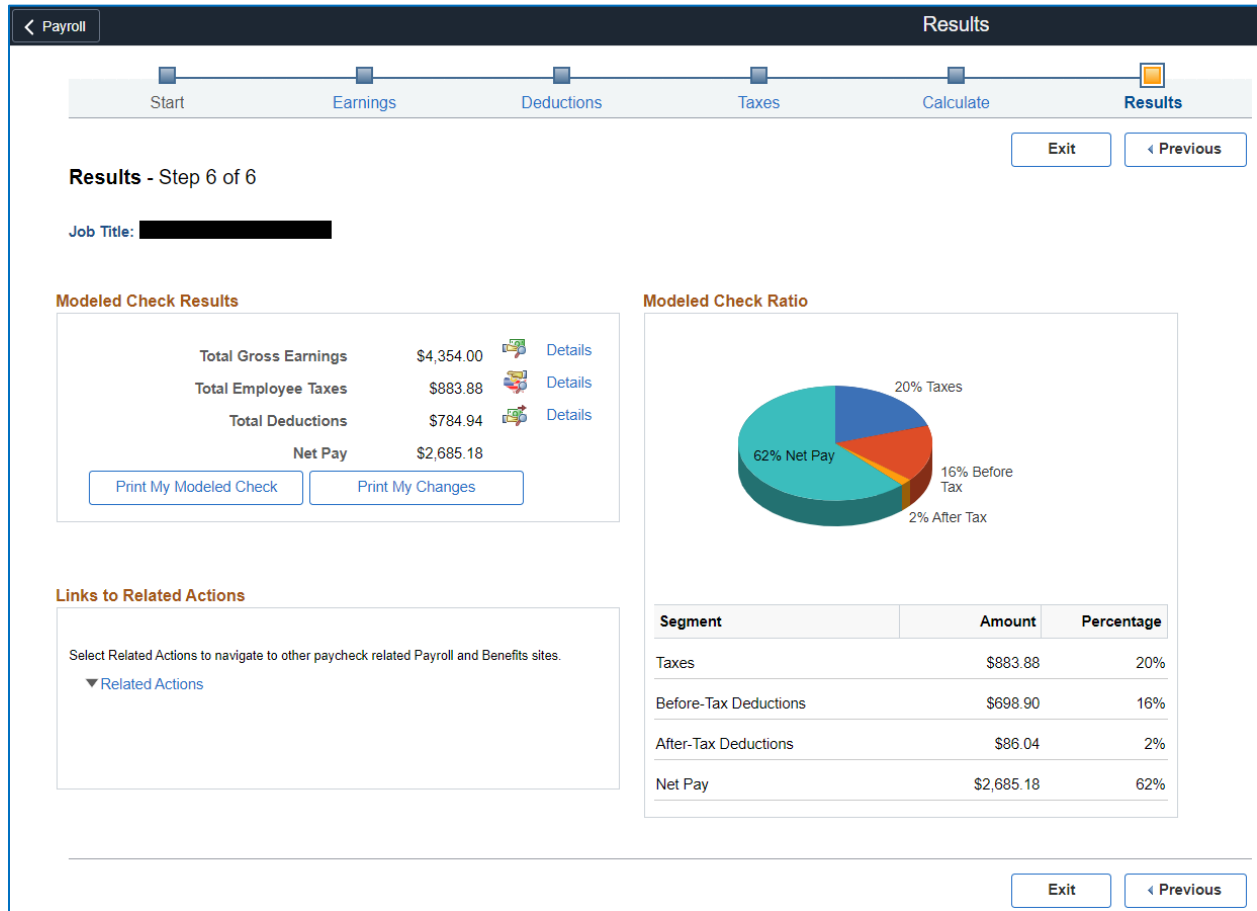 Payroll
Results
Start Earnings Deductions Taxes Calculate Results
Exit Previous
Results - Step 6 of 6
Job Title:
Modeled Check Results
Total Gross Earnings $4,354.00 Details
Total Employee Taxes $883.88 Details
Total Deductions $784.94 Details
Net Pay $2,685.18
Print My Modeled Check Print My Changes
Links to Related Actions
Select Related Actions to navigate to other paycheck related Payroll and Benefits sites.
Related Actions
Modeled Check Ratio
20% Taxes
62% Net Pay
16% Before
Tax
2% After Tax
Segment Amount Percentage
Taxes $883.88 20%
Before-Tax Deductions $698.90 16%
After-Tax Deductions $86.04 2%
Net Pay $2,685.18 62%
Exit Previous